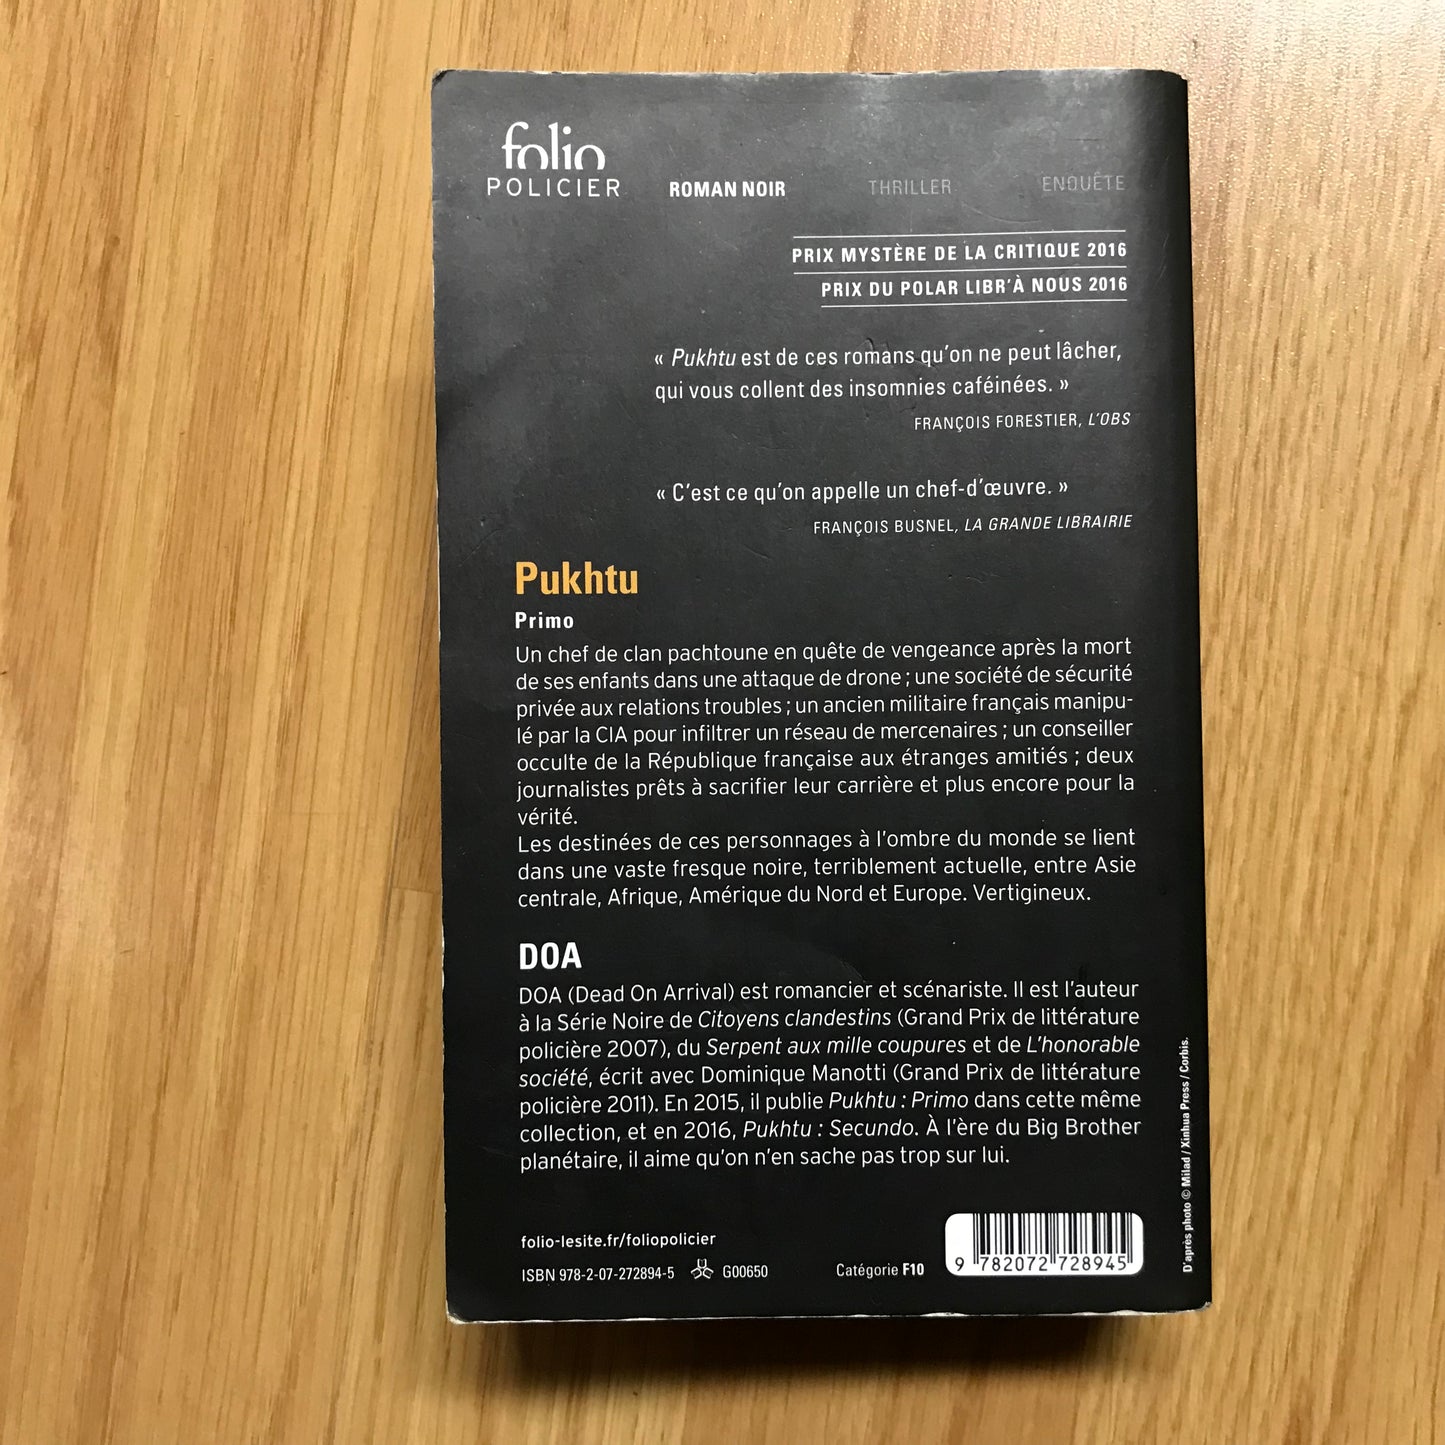 folio
POLICIER
ROMAN NOIR THRILLER ENQUÊTE
PRIX MYSTÈRE DE LA CRITIQUE 2016
PRIX DU POLAR LIBR'À NOUS 2016
« Pukhtu est de ces romans qu'on ne peut lâcher,
qui vous collent des insomnies caféinées. »
FRANÇOIS FORESTIER, L'OBS
« C'est ce qu'on appelle un chef-d'œuvre. »
FRANÇOIS BUSNEL, LA GRANDE LIBRAIRIE
Pukhtu
Primo
Un chef de clan pachtoune en quête de vengeance après la mort
de ses enfants dans une attaque de drone ; une société de sécurité
privée aux relations troubles ; un ancien militaire français manipu-
lé par la CIA pour infiltrer un réseau de mercenaires ; un conseiller
occulte de la République française aux étranges amitiés ; deux
journalistes prêts à sacrifier leur carrière et plus encore pour la
vérité.
Les destinées de ces personnages à l'ombre du monde se lient
dans une vaste fresque noire, terriblement actuelle, entre Asie
centrale, Afrique, Amérique du Nord et Europe. Vertigineux.
DOA
DOA (Dead On Arrival) est romancier et scénariste. Il est l'auteur
à la Série Noire de Citoyens clandestins (Grand Prix de littérature
policière 2007), du Serpent aux mille coupures et de L'honorable
société, écrit avec Dominique Manotti (Grand Prix de littérature
policière 2011). En 2015, il publie Pukhtu : Primo dans cette même
collection, et en 2016, Pukhtu : Secundo. À l'ère du Big Brother
planétaire, il aime qu'on n'en sache pas trop sur lui.
D'après photo © Milad / Xinhua Press / Corbis.
folio-lesite.fr/foliopolicier
ISBN 978-2-07-272894-5 G00650 Catégorie F10
9 782072 728945